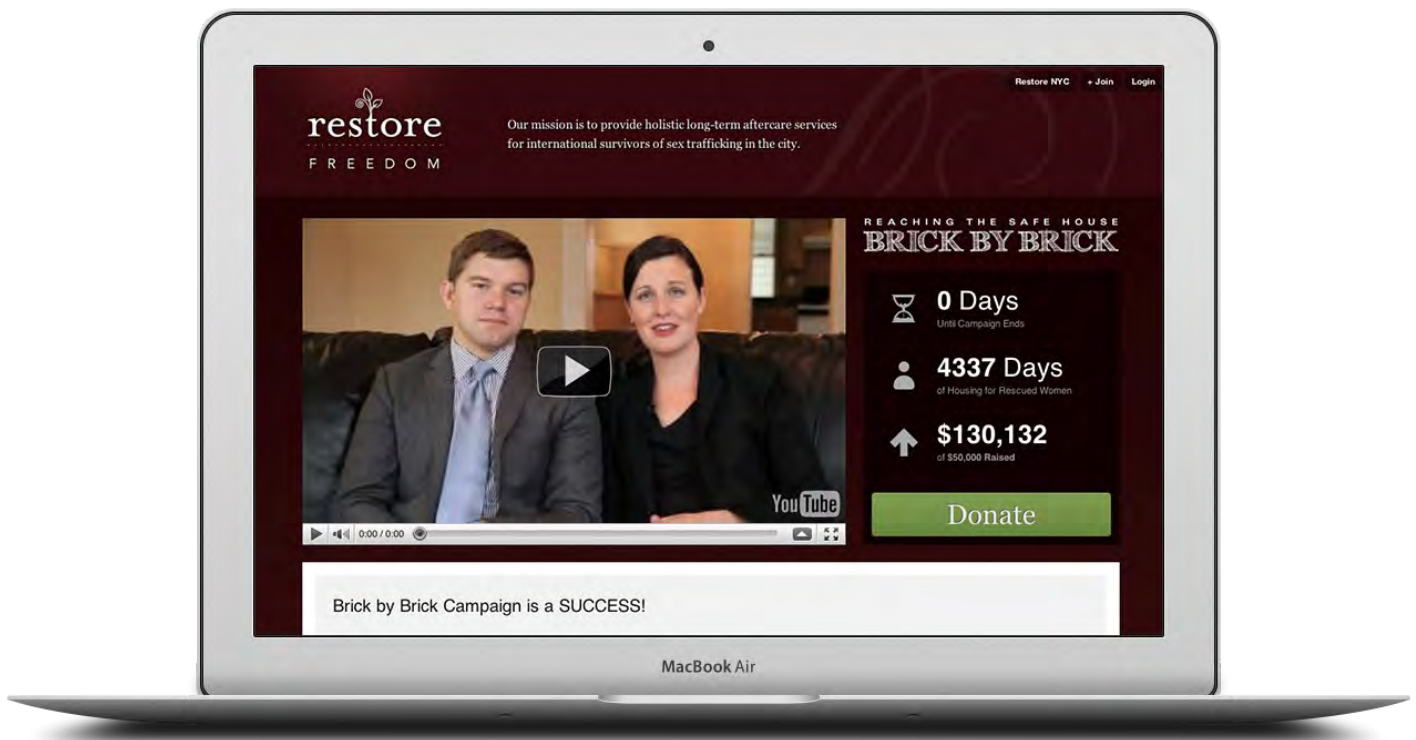 Restore NYC + Join Login
restore
FREEDOM
Our mission is to provide holistic long-term aftercare services
for international survivors of sex trafficking in the city.
REACHING THE SAFE HOUSE
BRICK BY BRICK
0 Days
Until Campaign Ends
4337 Days
of Housing for Rescued Women
$130,132
of $50,000 Raised
Donate
YouTube
0:00 / 0:00
Brick by Brick Campaign is a SUCCESS!
MacBook Air